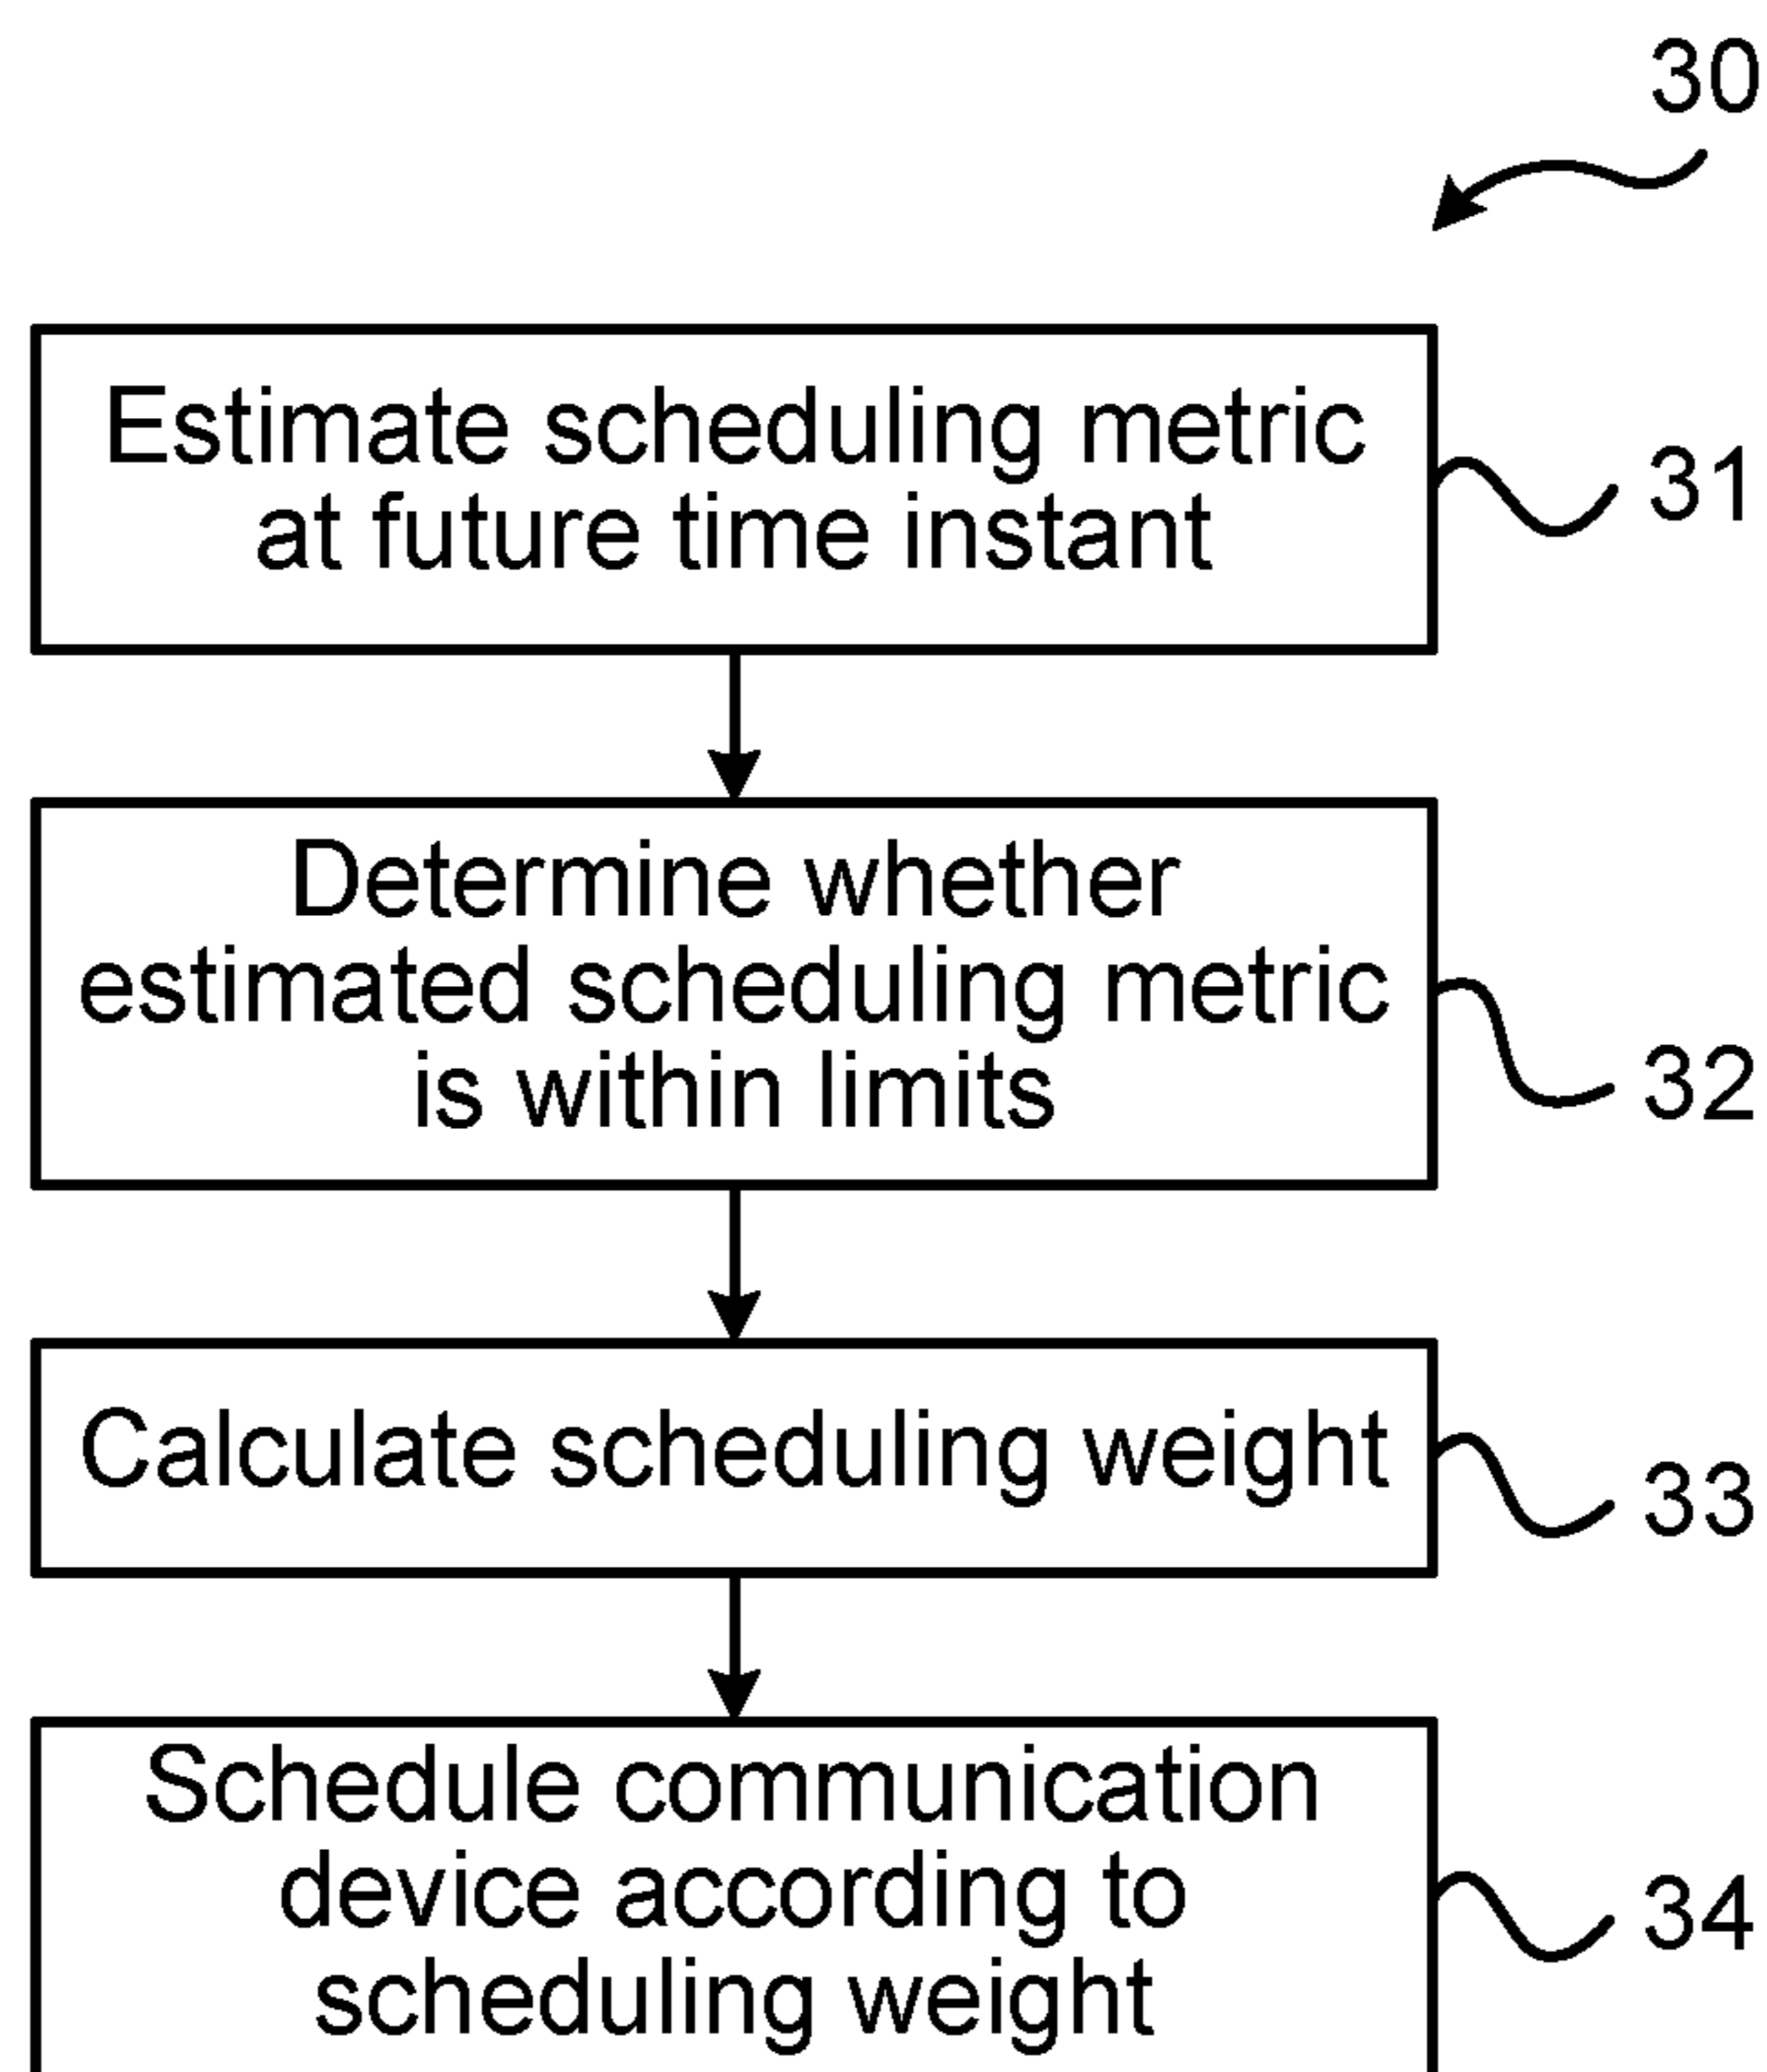 30
Estimate scheduling metric
at future time instant
31
Determine whether
estimated scheduling metric
is within limits
32
Calculate scheduling weight
33
Schedule communication
device according to
scheduling weight
34